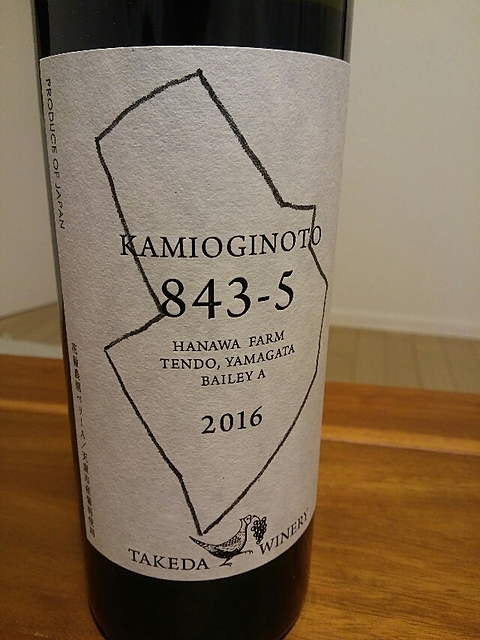 PRODUCE OF JAPAN
KAMIOGINOTO
843-5
HANAWA FARM
TENDO, YAMAGATA
BAILEY A
2016
TAKEDA WINERY